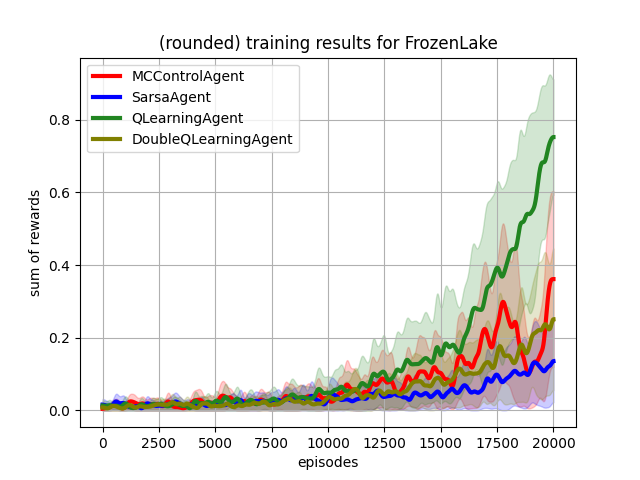 (rounded) training results for FrozenLake
MCControlAgent
SarsaAgent
QLearningAgent
DoubleQLearningAgent
sum of rewards
0.8
0.6
0.4
0.2
0.0
0 2500 5000 7500 10000 12500 15000 17500 20000
episodes